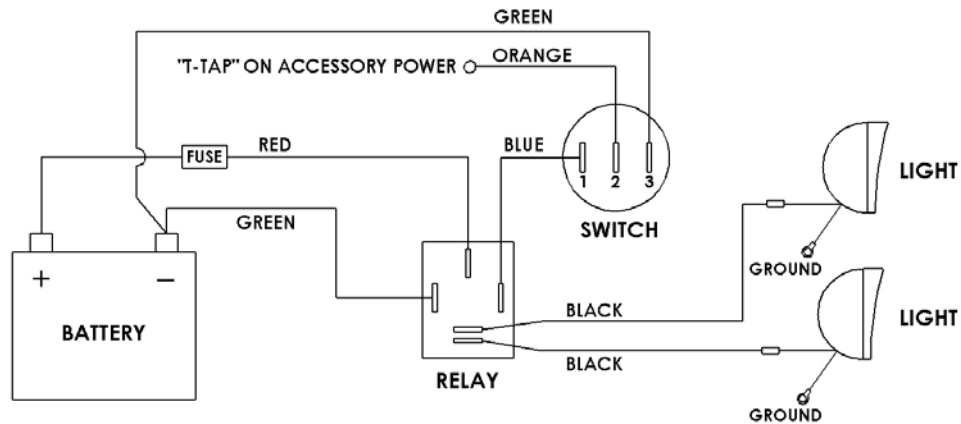 GREEN
"T-TAP" ON ACCESSORY POWER
ORANGE
FUSE
RED
BLUE
1 2 3
SWITCH
LIGHT
GREEN
GROUND
+ –
BATTERY
BLACK
LIGHT
BLACK
RELAY
GROUND